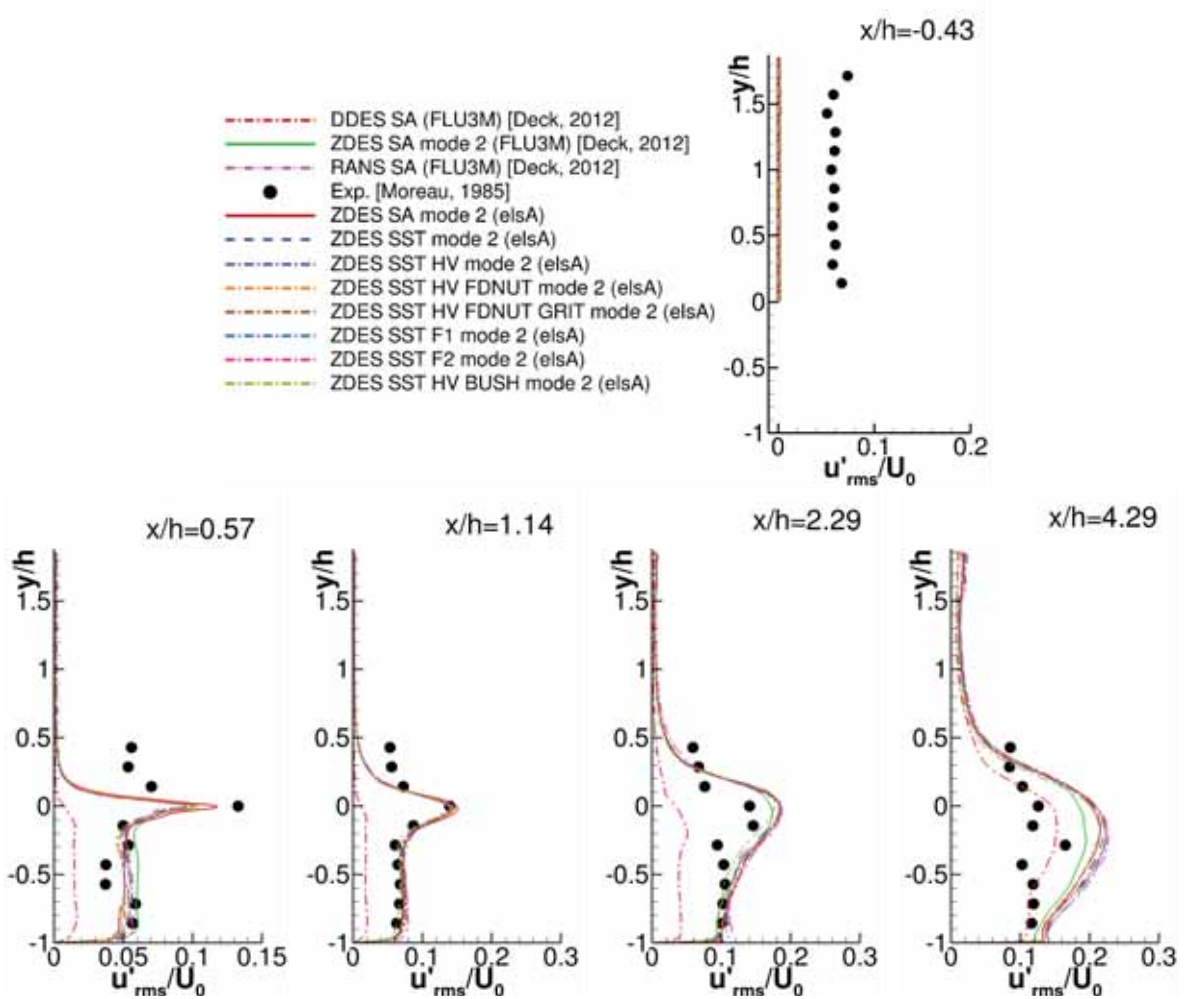 x/h=-0.43
y/h
1.5
1
0.5
0
-0.5
-1
0
0.1
0.2
u'rms/U0
DDES SA (FLU3M) [Deck, 2012]
ZDES SA mode 2 (FLU3M) [Deck, 2012]
RANS SA (FLU3M) [Deck, 2012]
Exp. [Moreau, 1985]
ZDES SA mode 2 (elsA)
ZDES SST mode 2 (elsA)
ZDES SST HV mode 2 (elsA)
ZDES SST HV FDNUT mode 2 (elsA)
ZDES SST HV FDNUT GRIT mode 2 (elsA)
ZDES SST F1 mode 2 (elsA)
ZDES SST F2 mode 2 (elsA)
ZDES SST HV BUSH mode 2 (elsA)
x/h=0.57
y/h
1.5
1
0.5
0
-0.5
-1
0 0.05 0.1 0.15
u'rms/U0
x/h=1.14
y/h
1.5
1
0.5
0
-0.5
-1
0 0.1 0.2 0.3
u'rms/U0
x/h=2.29
y/h
1.5
1
0.5
0
-0.5
-1
0 0.1 0.2 0.3
u'rms/U0
x/h=4.29
y/h
1.5
1
0.5
0
-0.5
-1
0 0.1 0.2 0.3
u'rms/U0